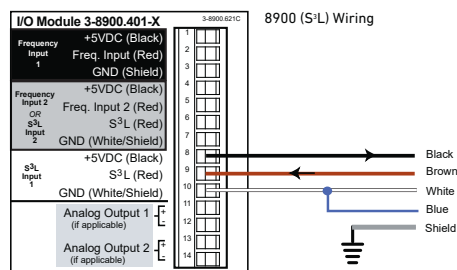 I/O Module 3-8900.401-X
3-8900.621C
8900 (S³L) Wiring
Frequency Input 1
+5VDC (Black)
Freq. Input (Red)
GND (Shield)
Frequency Input 2
OR
S³L Input 2
+5VDC (Black)
Freq. Input 2 (Red)
S³L (Red)
GND (White/Shield)
S³L Input 1
+5VDC (Black)
S³L (Red)
GND (White/Shield)
Analog Output 1
(if applicable)
+
-
Analog Output 2
(if applicable)
+
-
1
2
3
4
5
6
7
8
9
10
11
12
13
14
Black
Brown
White
Blue
Shield